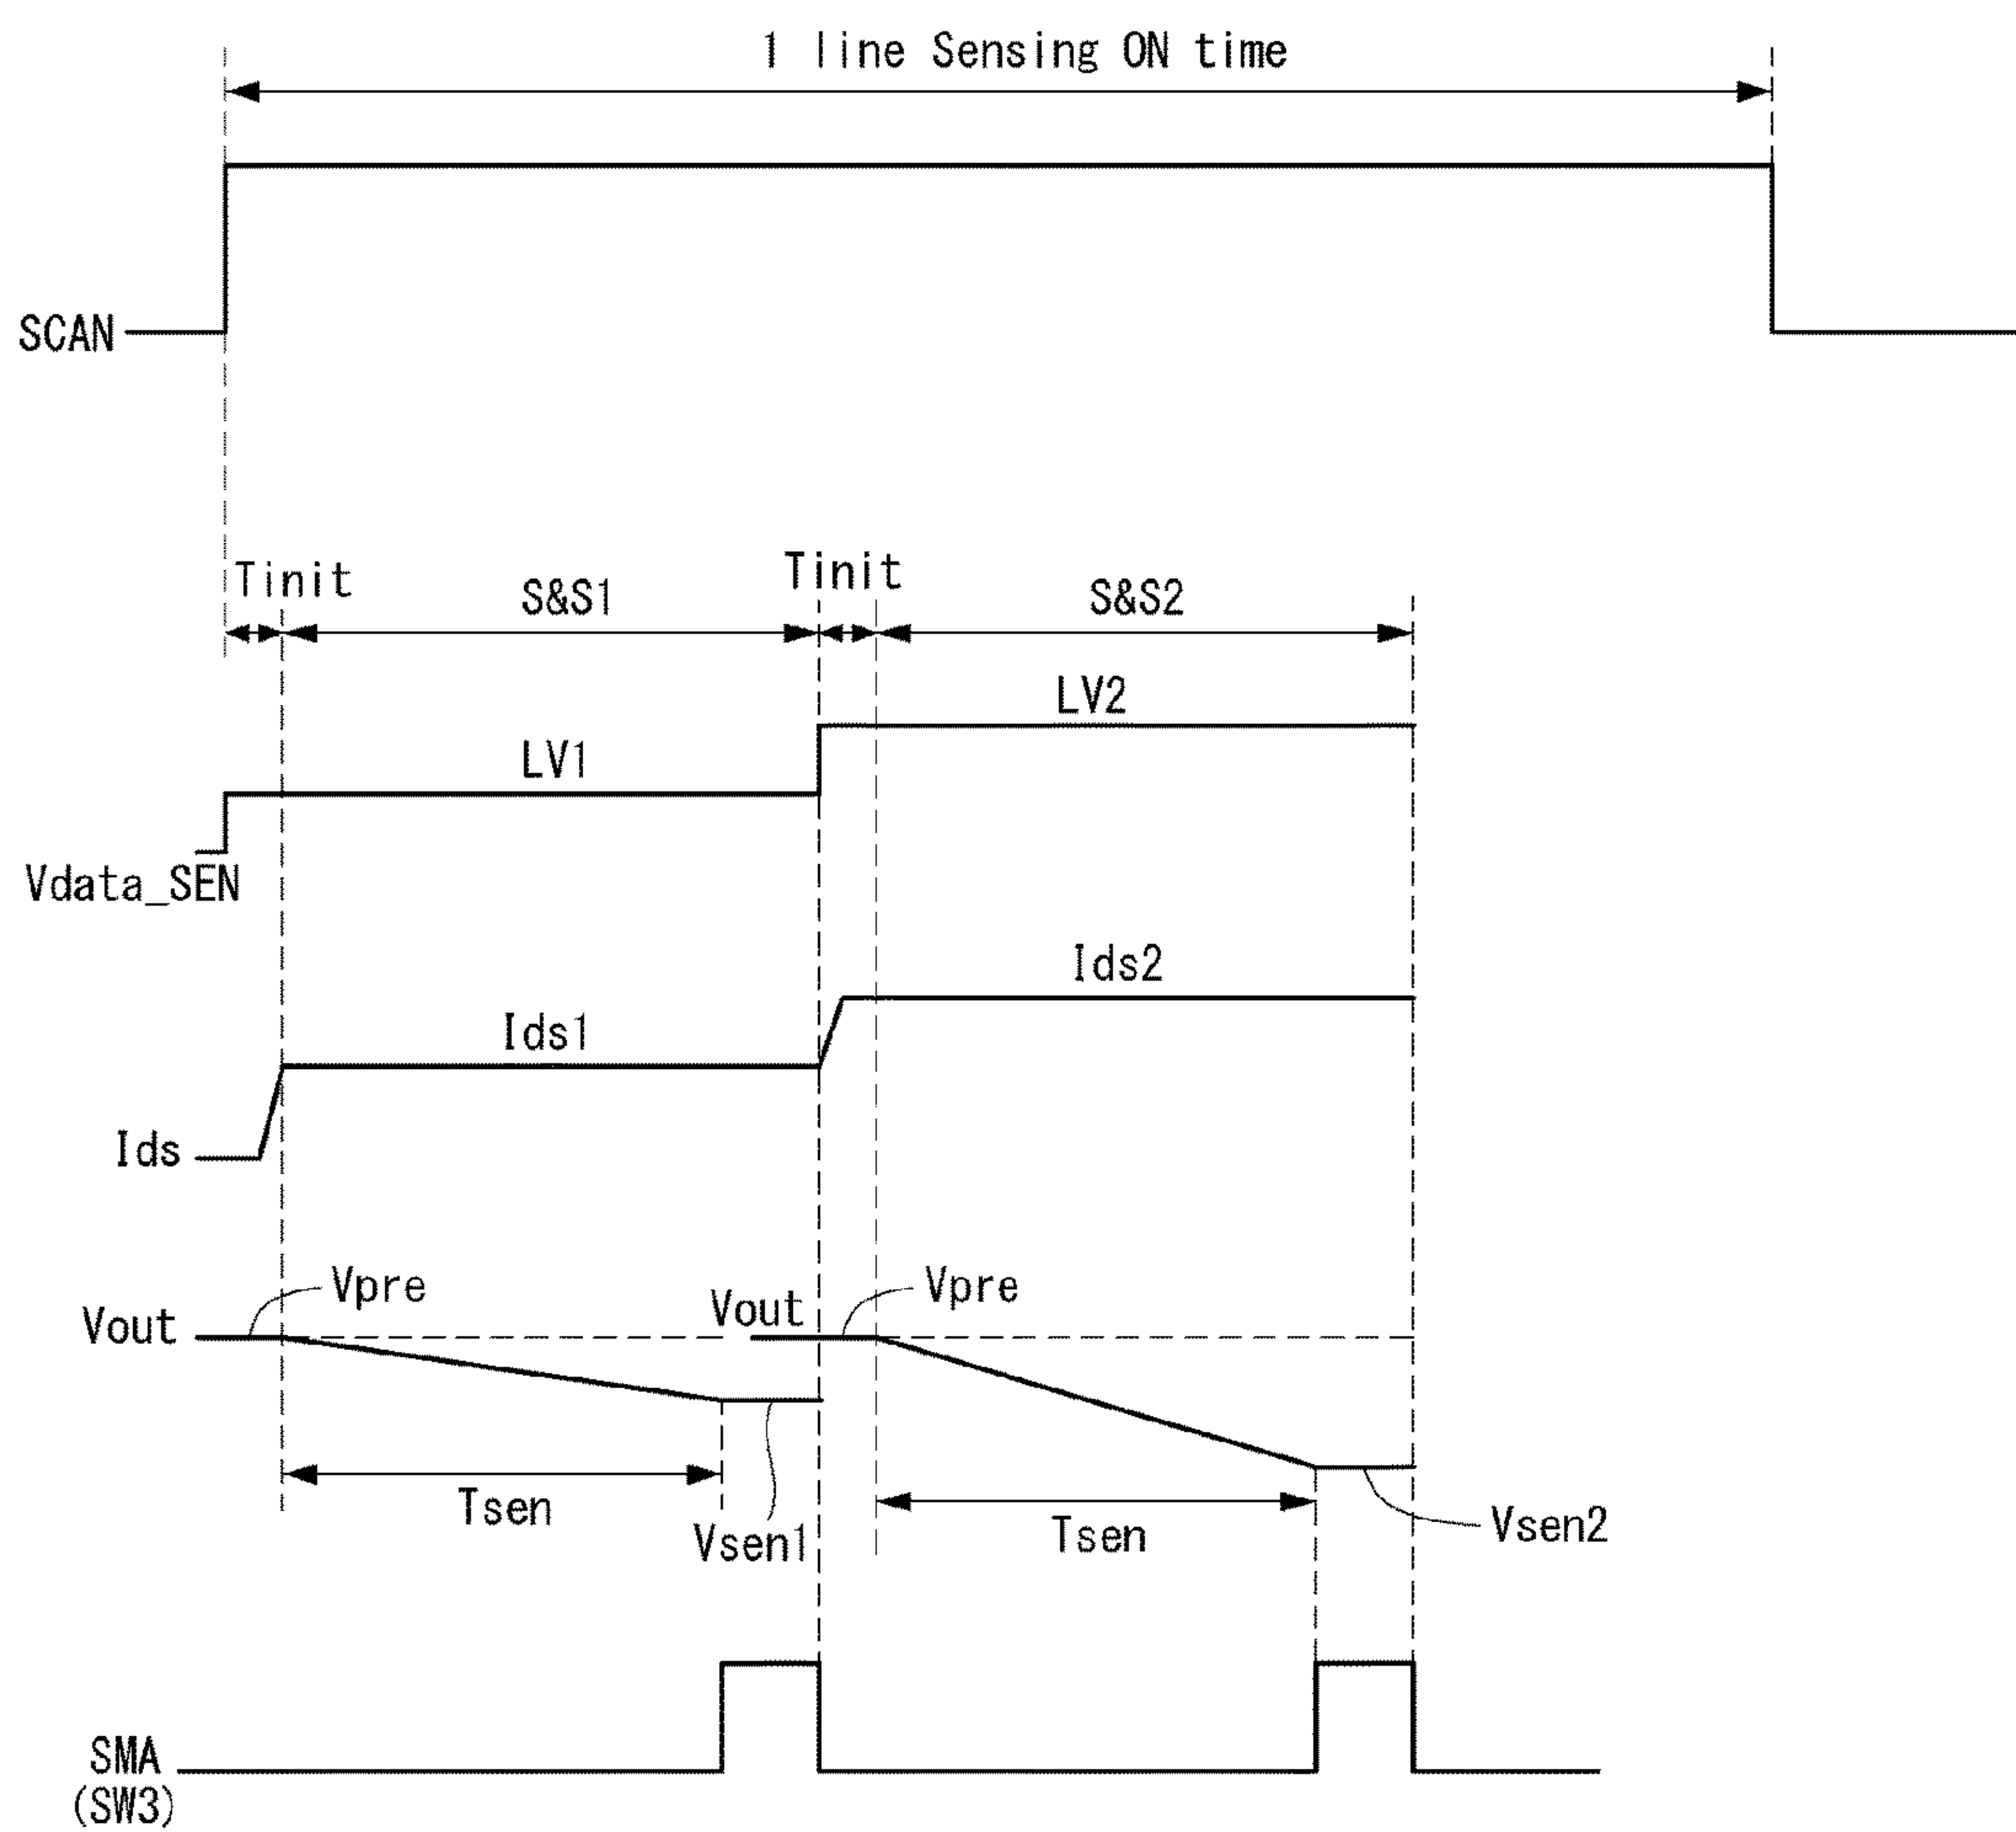 1 line Sensing ON time
SCAN
Tinit
S&S1
Tinit
S&S2
LV2
LV1
Vdata_SEN
Ids2
Ids1
Ids
Vpre
Vpre
Vout
Vout
Tsen
Vsen1
Tsen
Vsen2
SMA
(SW3)